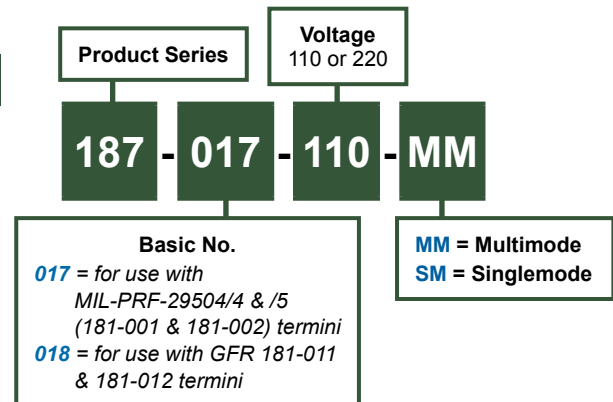 Product Series
Voltage
110 or 220
187 - 017 - 110 - MM
Basic No.
017 = for use with
MIL-PRF-29504/4 & /5
(181-001 & 181-002) termini
018 = for use with GFR 181-011
& 181-012 termini
MM = Multimode
SM = Singlemode